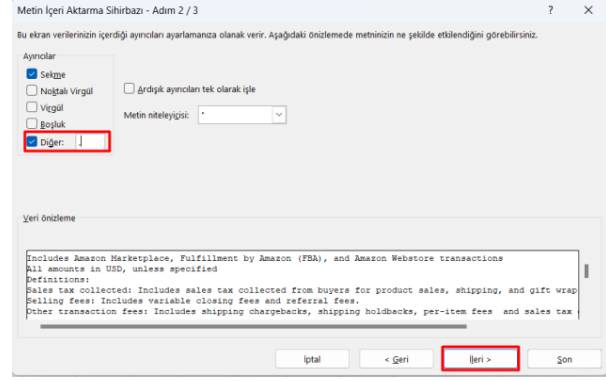 Metin İçeri Aktarma Sihirbazı - Adım 2 / 3
Bu ekran verilerinizin içerdiği ayırıcıları ayarlamanıza olanak verir. Aşağıdaki önizlemede metninizin ne şekilde etkilendiğini görebilirsiniz.
Ayırıcılar
Sekme
Noktalı Virgül
Virgül
Boşluk
Diğer:
Ardışık ayırıcıları tek olarak işle
Metin niteleyicisi: "
Veri önizleme
Includes Amazon Marketplace, Fulfillment by Amazon (FBA), and Amazon Webstore transactions
All amounts in USD, unless specified
Definitions:
Sales tax collected: Includes sales tax collected from buyers for product sales, shipping, and gift wrap
Selling fees: Includes variable closing fees and referral fees.
Other transaction fees: Includes shipping chargebacks, shipping holdbacks, per-item fees and sales tax
İptal
< Geri
İleri >
Son